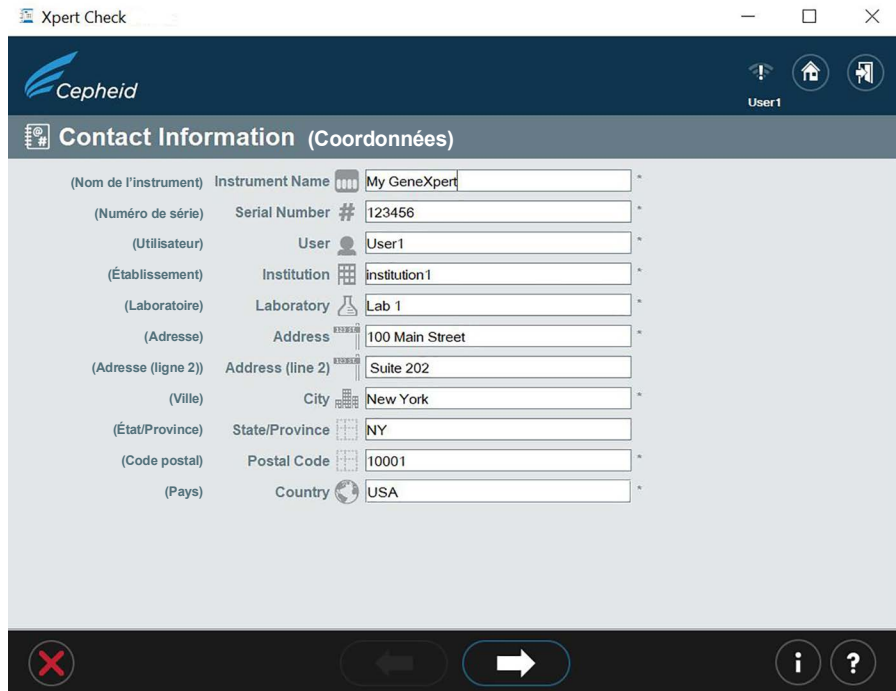 Xpert Check
Cepheid
User1
Contact Information (Coordonnées)
(Nom de l'instrument) Instrument Name My GeneXpert *
(Numéro de série) Serial Number # 123456 *
(Utilisateur) User User1 *
(Établissement) Institution institution1 *
(Laboratoire) Laboratory Lab 1 *
(Adresse) Address 100 Main Street *
(Adresse (ligne 2)) Address (line 2) Suite 202
(Ville) City New York *
(État/Province) State/Province NY
(Code postal) Postal Code 10001 *
(Pays) Country USA *
i ?